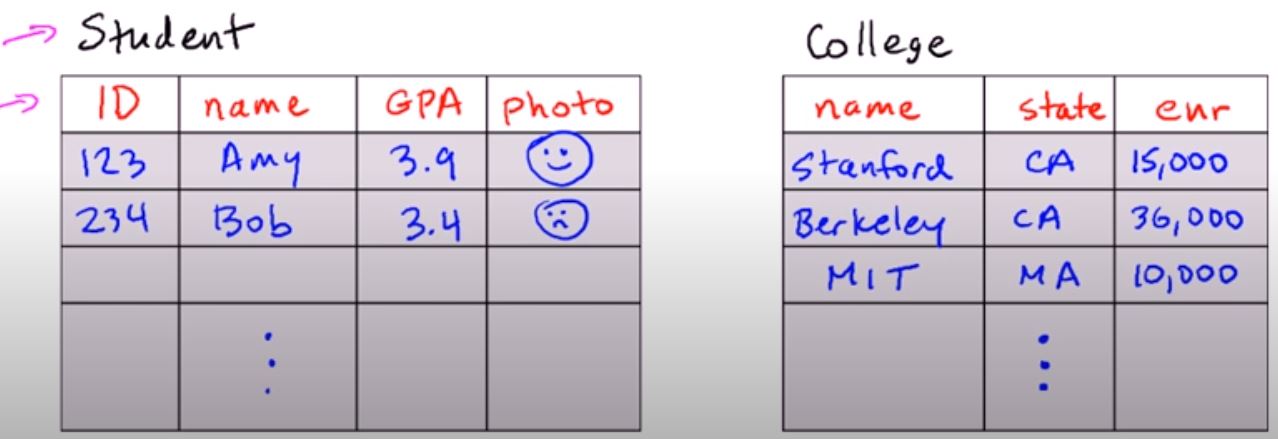 Student
ID name GPA photo
123 Amy 3.9
234 Bob 3.4
College
name state enr
Stanford CA 15,000
Berkeley CA 36,000
MIT MA 10,000